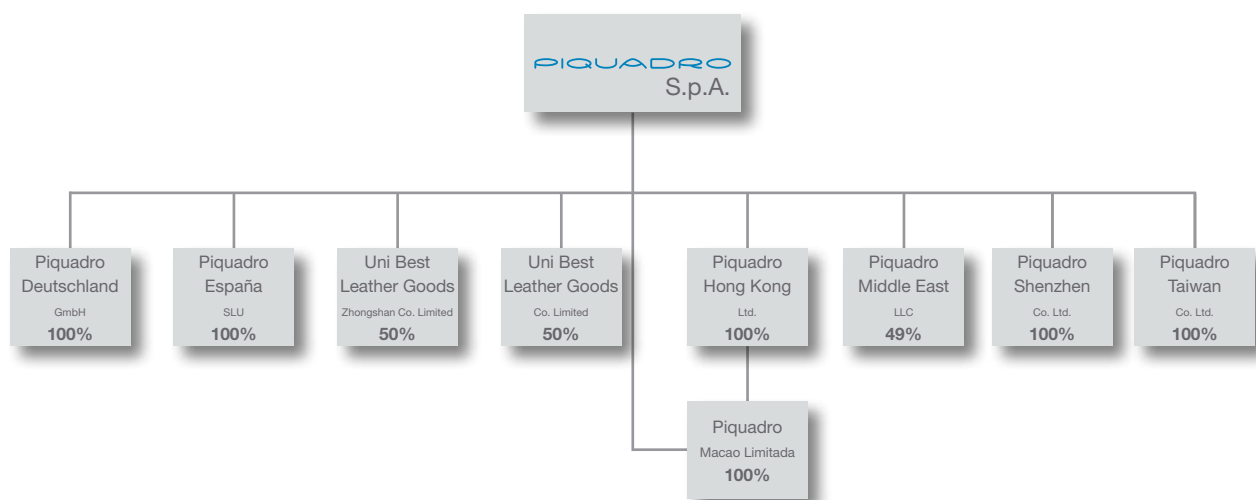 PIQUADRO
S.p.A.
Piquadro
Deutschland
GmbH
100%
Piquadro
España
SLU
100%
Uni Best
Leather Goods
Zhongshan Co. Limited
50%
Uni Best
Leather Goods
Co. Limited
50%
Piquadro
Hong Kong
Ltd.
100%
Piquadro
Middle East
LLC
49%
Piquadro
Shenzhen
Co. Ltd.
100%
Piquadro
Taiwan
Co. Ltd.
100%
Piquadro
Macao Limitada
100%